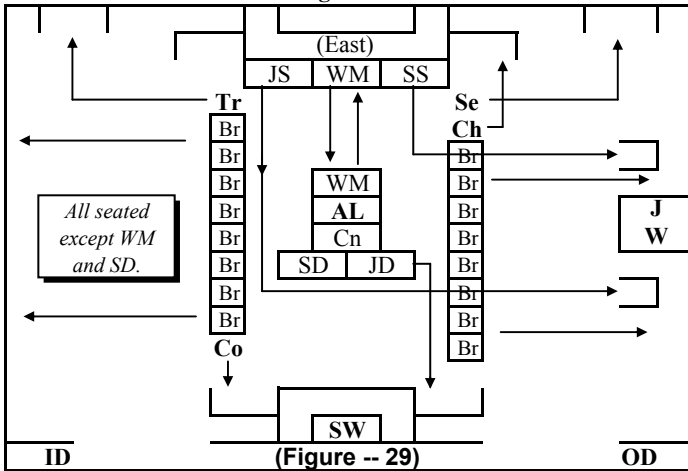 (East)
JS WM SS
Tr Se
Ch
Br Br
Br Br
Br WM Br
Br AL Br
Br Cn Br
Br SD JD Br
Br Br
Br Br
Co
All seated
except WM
and SD.
J
W
SW
ID (Figure -- 29) OD